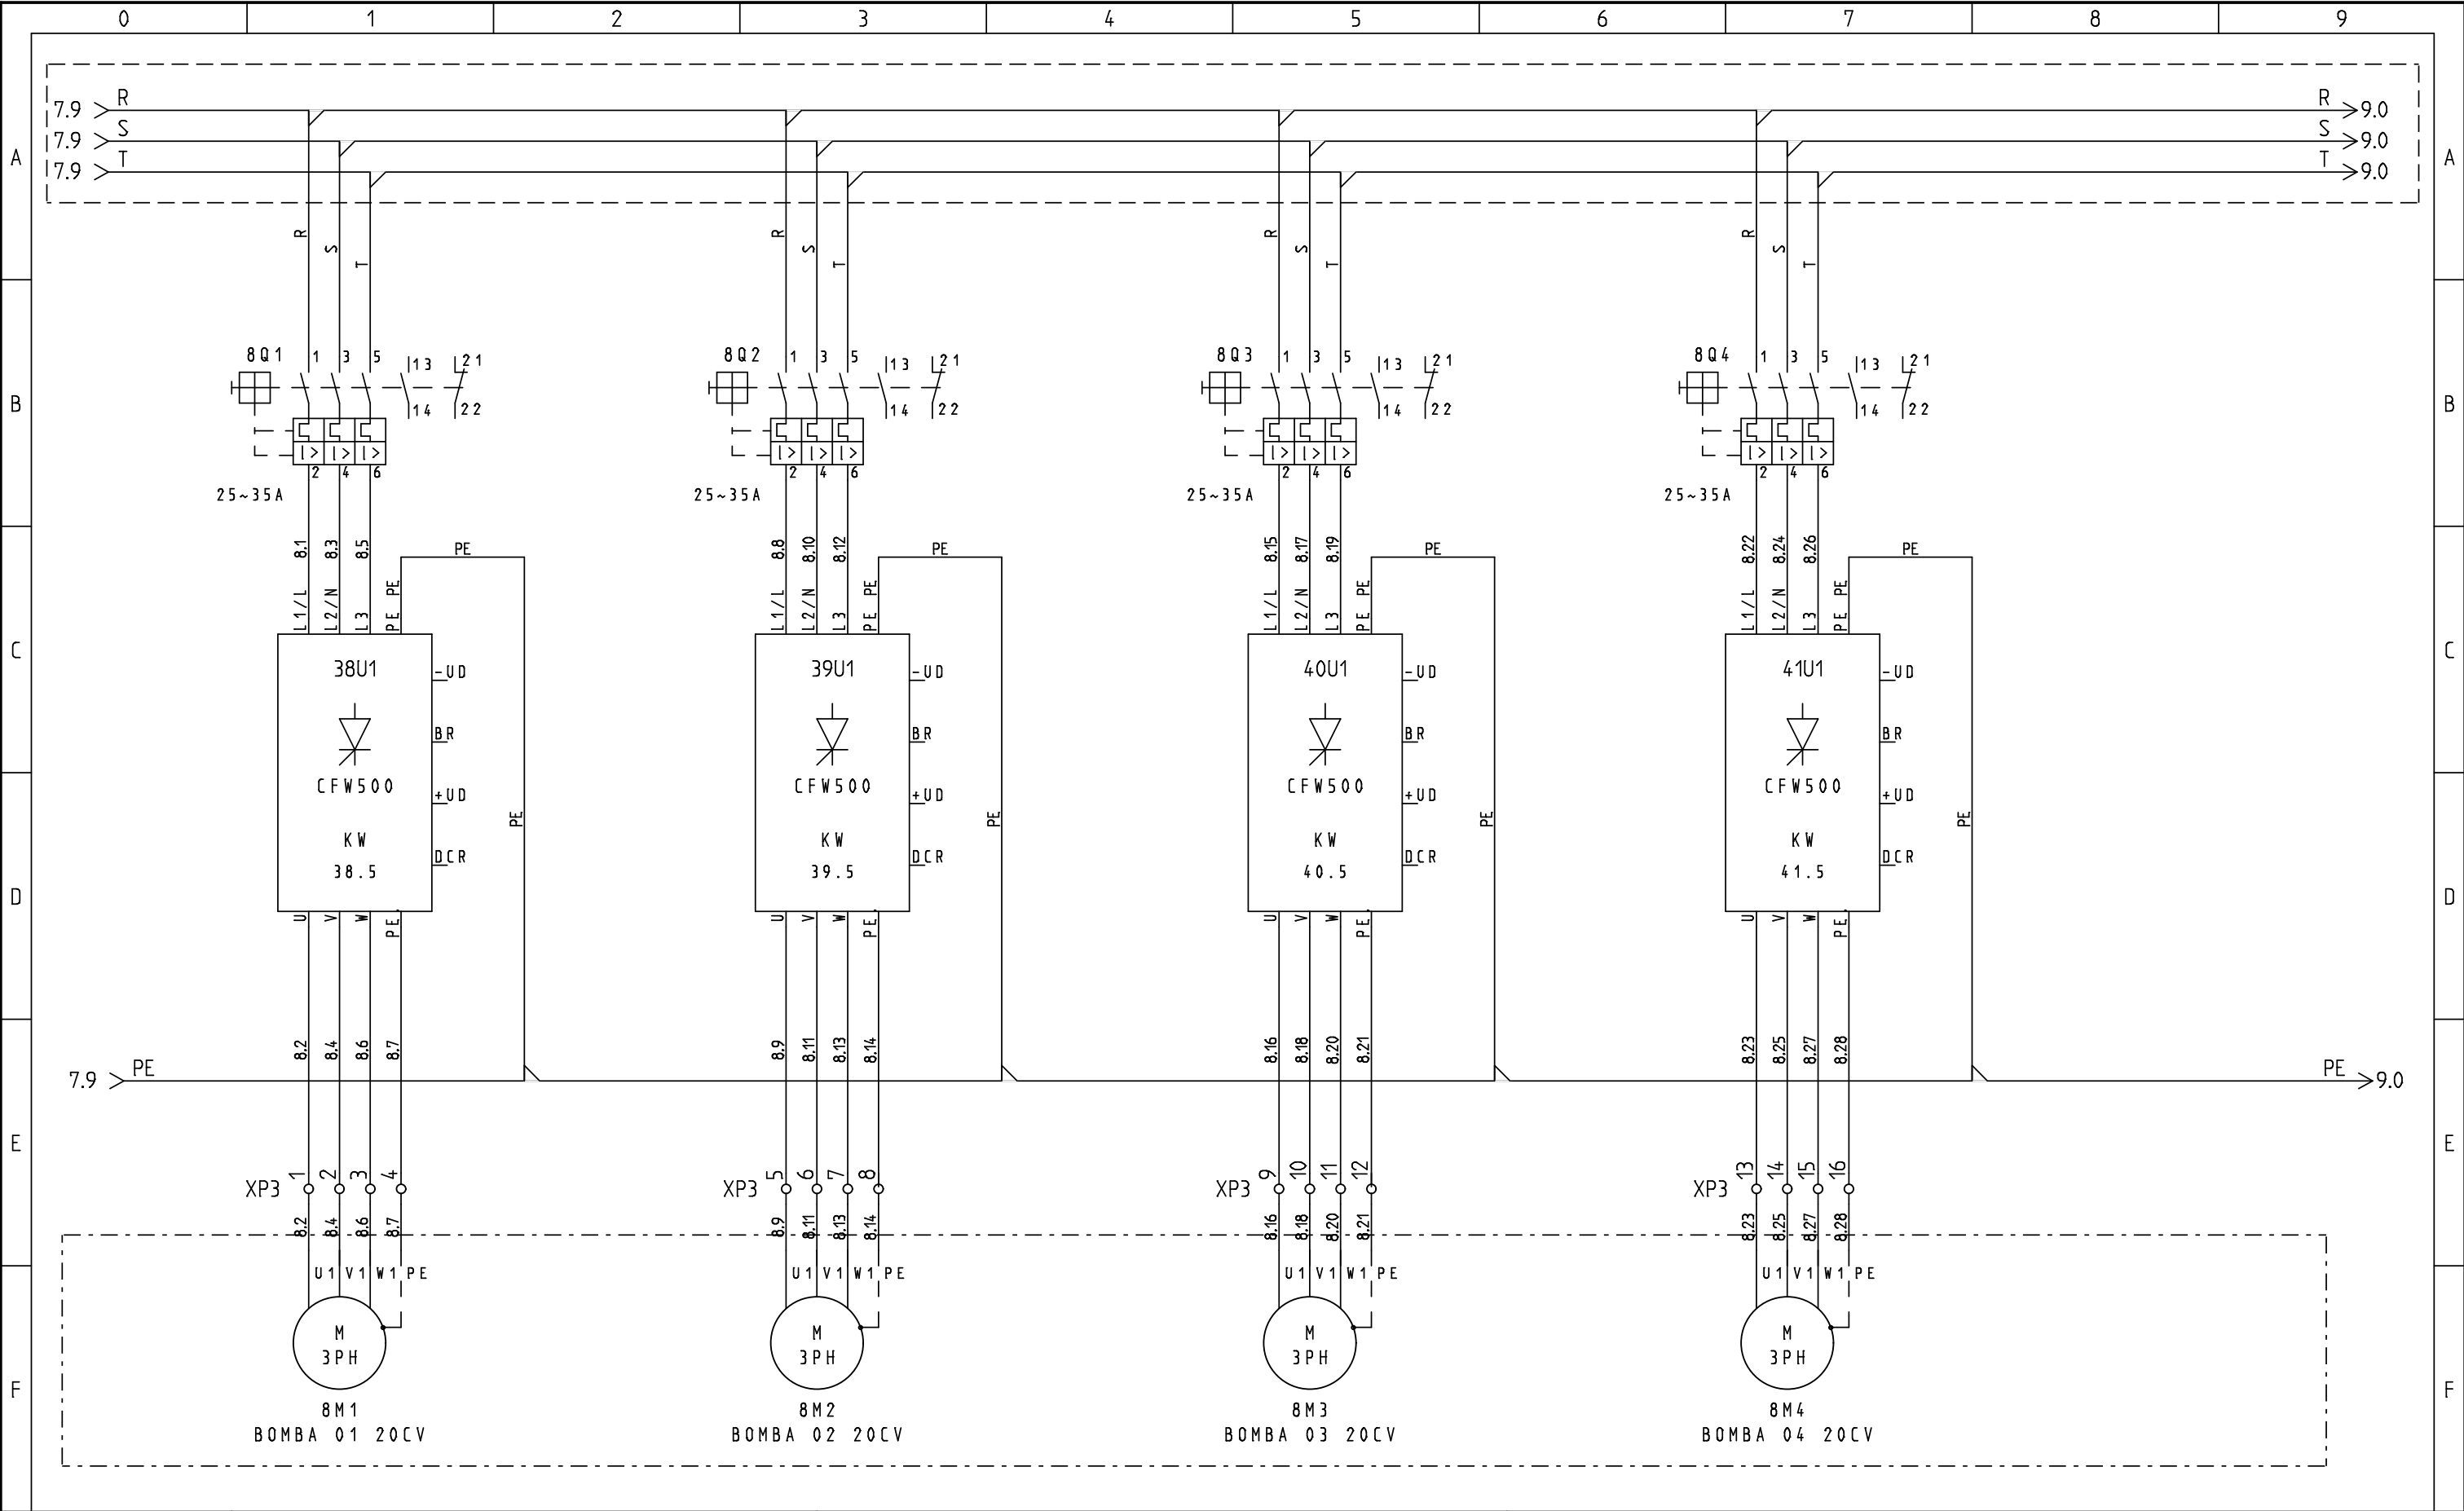 0 1 2 3 4 5 6 7 8 9
7.9 R R 9.0
7.9 S S 9.0
A 7.9 T T 9.0 A
R S T R S T R S T R S T
8Q1 1 3 5 13 21 8Q2 1 3 5 13 21 8Q3 1 3 5 13 21 8Q4 1 3 5 13 21
B B
14 22 14 22 14 22 14 22
I> I> I> I> I> I> I> I> I> I> I> I>
2 4 6 2 4 6 2 4 6 2 4 6
25~35A 25~35A 25~35A 25~35A
8.1 8.3 8.5 PE 8.8 8.10 8.12 PE 8.15 8.17 8.19 PE 8.22 8.24 8.26 PE
PE PE PE PE
L1/L L2/N L3 PE L1/L L2/N L3 PE L1/L L2/N L3 PE L1/L L2/N L3 PE
C C
38U1 -UD 39U1 -UD 40U1 -UD 41U1 -UD
BR BR BR BR
CFW500 +UD CFW500 +UD CFW500 +UD CFW500 +UD
PE PE PE PE
KW KW KW KW
DCR DCR DCR DCR
38.5 39.5 40.5 41.5
D D
U V W PE U V W PE U V W PE U V W PE
8.2 8.4 8.6 8.7 8.9 8.11 8.13 8.14 8.16 8.18 8.20 8.21 8.23 8.25 8.27 8.28
7.9 PE PE 9.0
E E
XP3 1 2 3 4 XP3 5 6 7 8 XP3 9 10 11 12 XP3 13 14 15 16
8.2 8.4 8.6 8.7 8.9 8.11 8.13 8.14 8.16 8.18 8.20 8.21 8.23 8.25 8.27 8.28
U1 V1 W1 PE U1 V1 W1 PE U1 V1 W1 PE U1 V1 W1 PE
M M M M
3PH 3PH 3PH 3PH
F F
8M1 8M2 8M3 8M4
BOMBA 01 20CV BOMBA 02 20CV BOMBA 03 20CV BOMBA 04 20CV